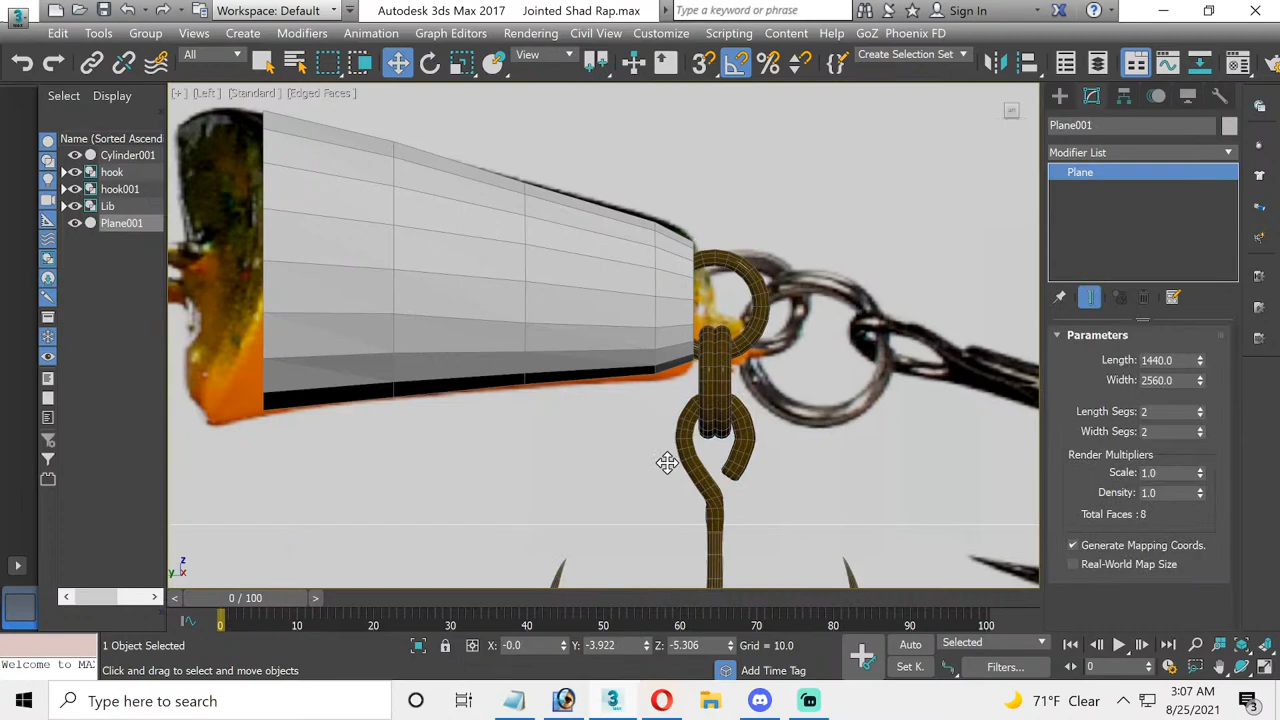 Workspace: Default
Autodesk 3ds Max 2017 Jointed Shad Rap.max
Type a keyword or phrase
Sign In
Edit Tools Group Views Create Modifiers Animation Graph Editors Rendering Civil View Customize Scripting Content Help GoZ Phoenix FD
All
View
3
Create Selection Set
Select Display
[+] [Left] [Standard] [Edged Faces]
Name (Sorted Ascend
Cylinder001
hook
hook001
Lib
Plane001
Plane001
Modifier List
Plane
Parameters
Length: 1440.0
Width: 2560.0
Length Segs: 2
Width Segs: 2
Render Multipliers
Scale: 1.0
Density: 1.0
Total Faces : 8
Generate Mapping Coords.
Real-World Map Size
z
y x
< 0 / 100 >
0 10 20 30 40 50 60 70 80 90 100
1 Object Selected
X: -0.0 Y: -3.922 Z: -5.306 Grid = 10.0
Auto Selected
Welcome to MA
Click and drag to select and move objects
Add Time Tag
Set K. Filters...
0
Type here to search
71°F Clear
3:07 AM
8/25/2021
3